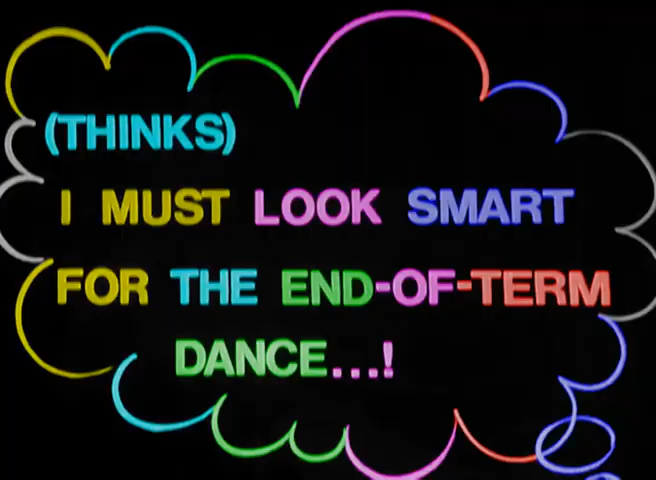 (THINKS)
I MUST LOOK SMART
FOR THE END-OF-TERM
DANCE...!